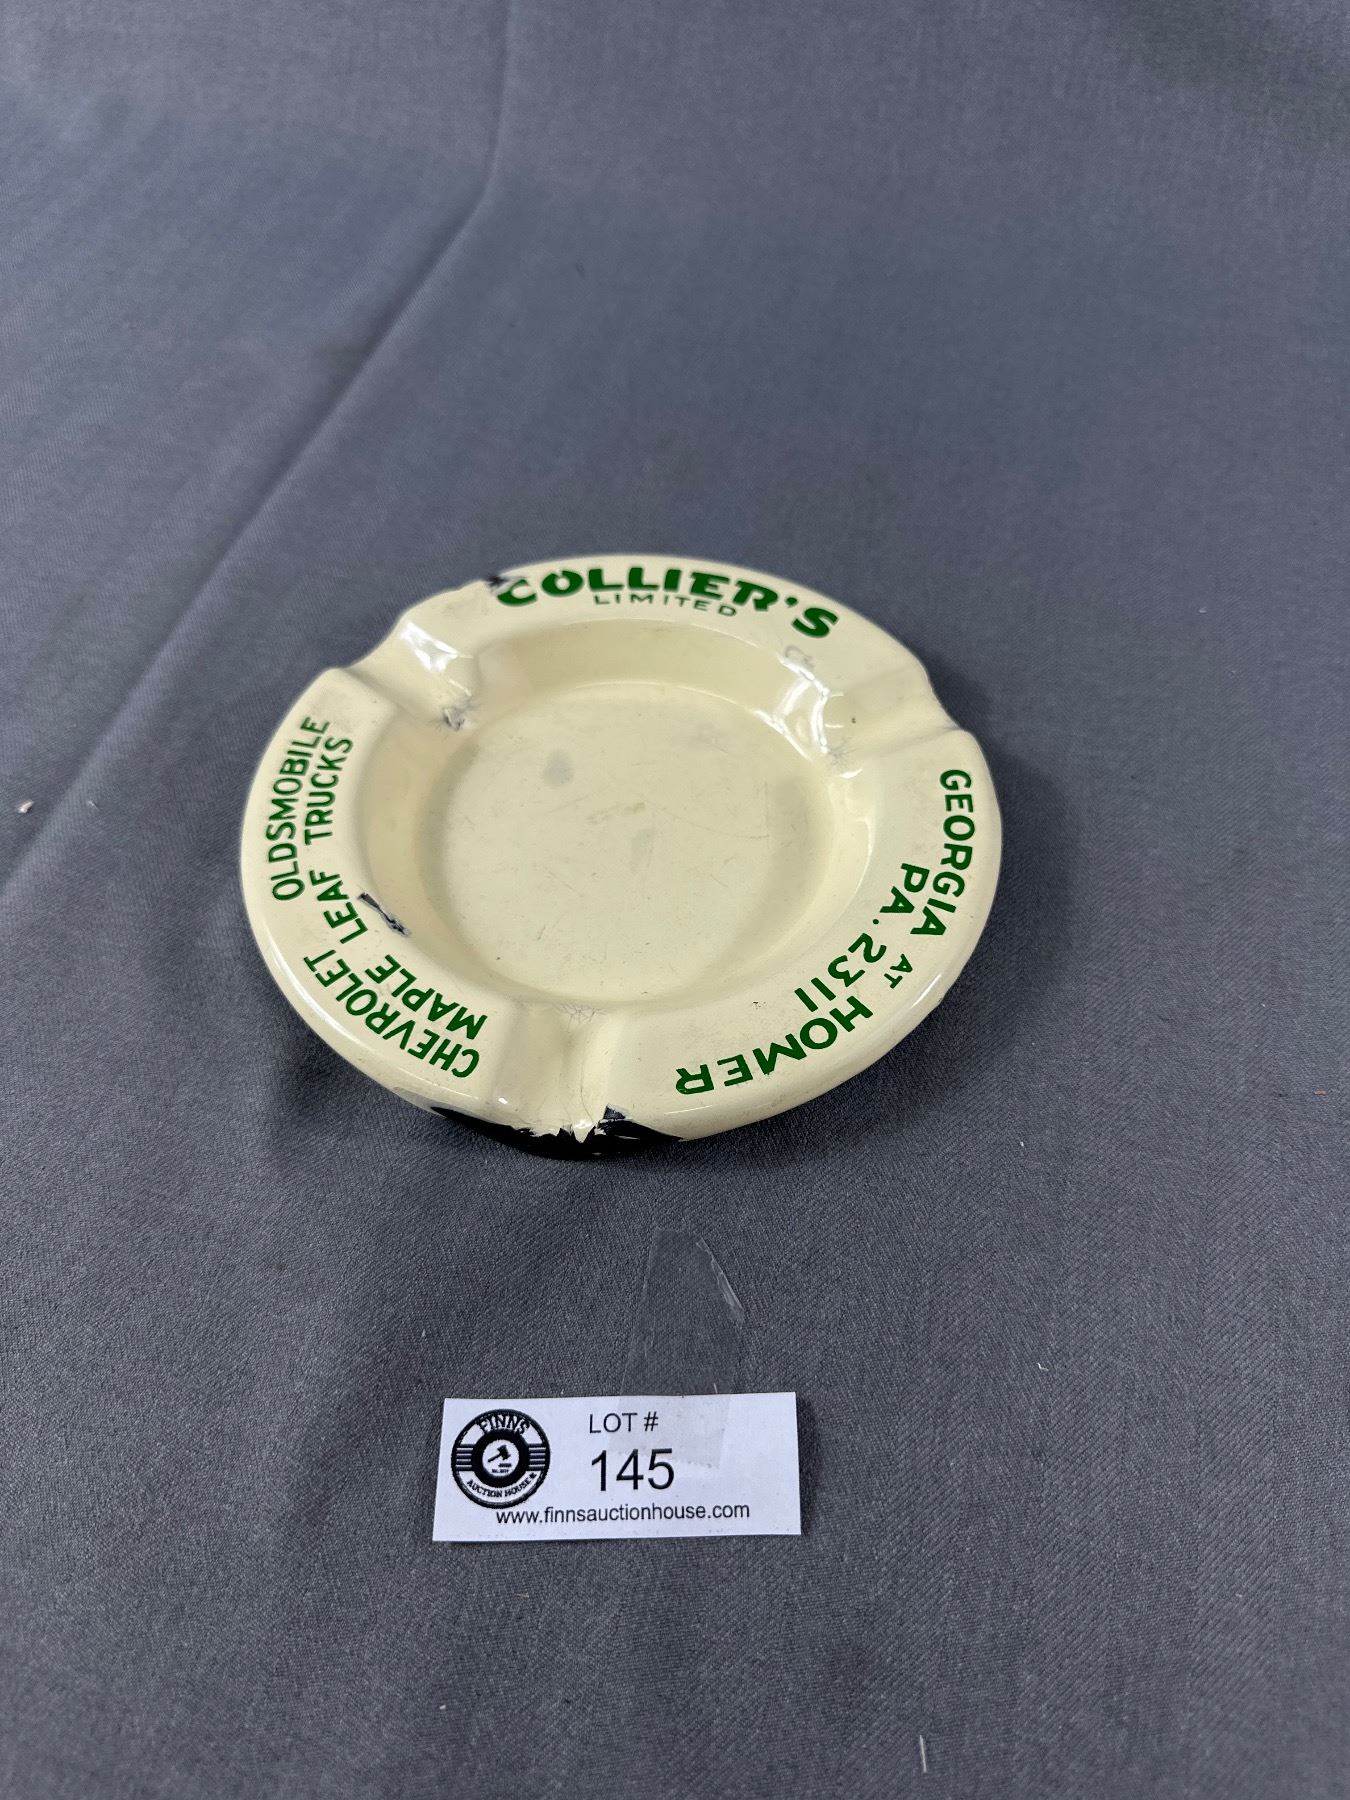 COLLIER'S
LIMITED
GEORGIA AT HOMER
PA. 2311
CHEVROLET OLDSMOBILE
MAPLE LEAF TRUCKS
FINNS
AUCTION HOUSE
LOT #
145
www.finnsauctionhouse.com